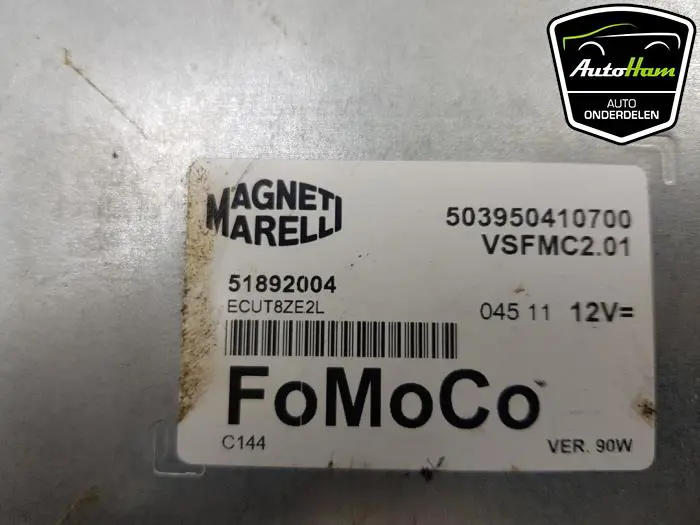 AutoHam
AUTO
ONDERDELEN
MAGNETI
MARELLI
503950410700
VSFMC2.01
51892004
ECUT8ZE2L
045 11 12V=
FoMoCo
C144
VER. 90W